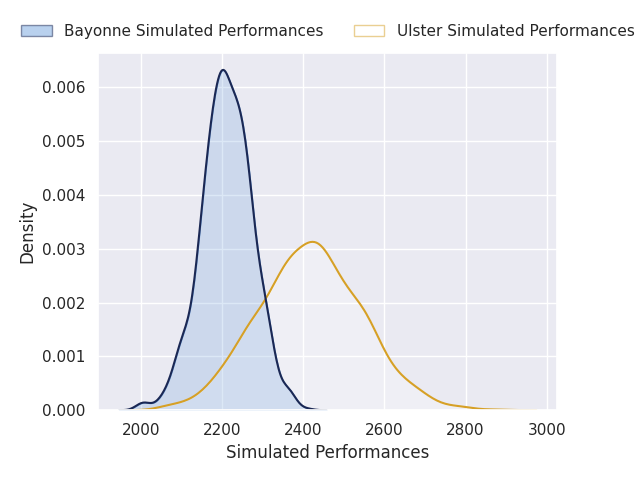 Bayonne Simulated Performances Ulster Simulated Performances
0.006
0.005
0.004
0.003
0.002
0.001
0.000
Density
2000 2200 2400 2600 2800 3000
Simulated Performances